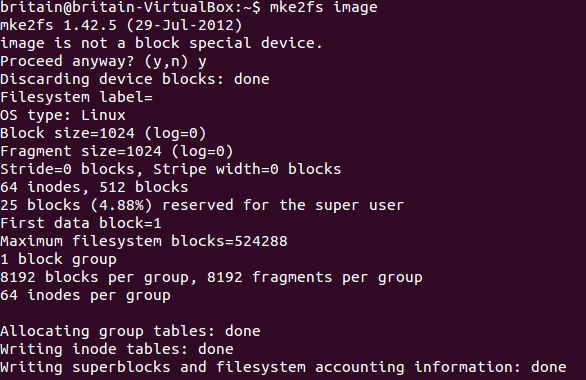 britain@britain-VirtualBox:~$ mke2fs image
mke2fs 1.42.5 (29-Jul-2012)
image is not a block special device.
Proceed anyway? (y,n) y
Discarding device blocks: done
Filesystem label=
OS type: Linux
Block size=1024 (log=0)
Fragment size=1024 (log=0)
Stride=0 blocks, Stripe width=0 blocks
64 inodes, 512 blocks
25 blocks (4.88%) reserved for the super user
First data block=1
Maximum filesystem blocks=524288
1 block group
8192 blocks per group, 8192 fragments per group
64 inodes per group
Allocating group tables: done
Writing inode tables: done
Writing superblocks and filesystem accounting information: done